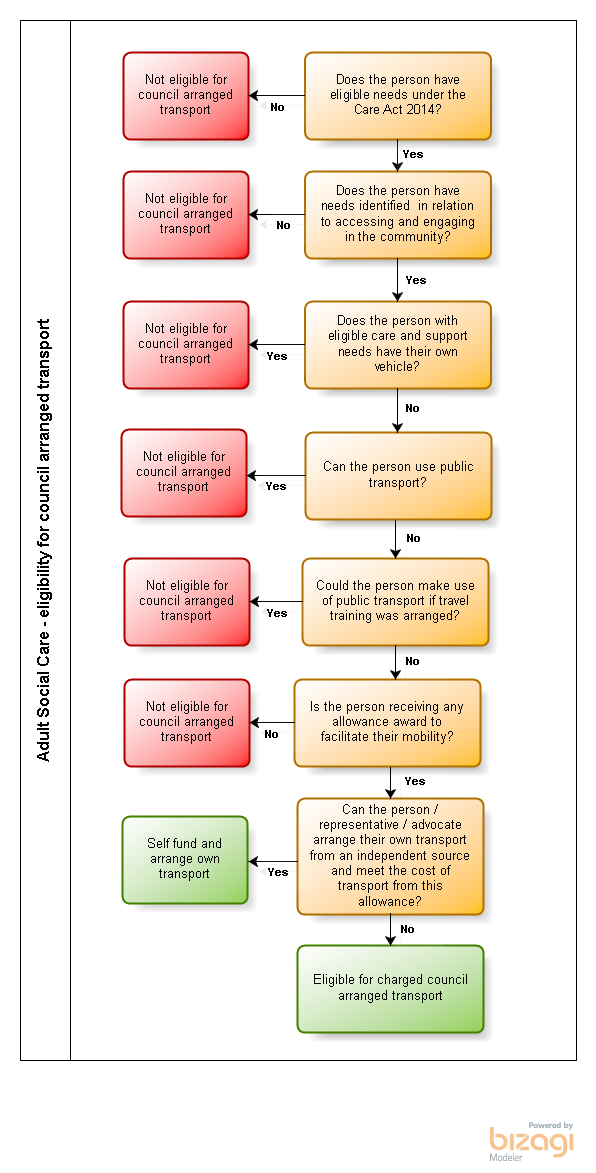 Adult Social Care - eligibility for council arranged transport
Not eligible for
council arranged
transport
No
Does the person have
eligible needs under the
Care Act 2014?
Yes
Not eligible for
council arranged
transport
No
Does the person have
needs identified in relation
to accessing and engaging
in the community?
Yes
Not eligible for
council arranged
transport
Yes
Does the person with
eligible care and support
needs have their own
vehicle?
No
Not eligible for
council arranged
transport
Yes
Can the person use public
transport?
No
Not eligible for
council arranged
transport
Yes
Could the person make use
of public transport if travel
training was arranged?
No
Not eligible for
council arranged
transport
No
Is the person receiving any
allowance award to
facilitate their mobility?
Yes
Self fund and
arrange own
transport
Yes
Can the person /
representative / advocate
arrange their own transport
from an independent source
and meet the cost of
transport from this
allowance?
No
Eligible for charged council
arranged transport
Powered by
bizagi
Modeler